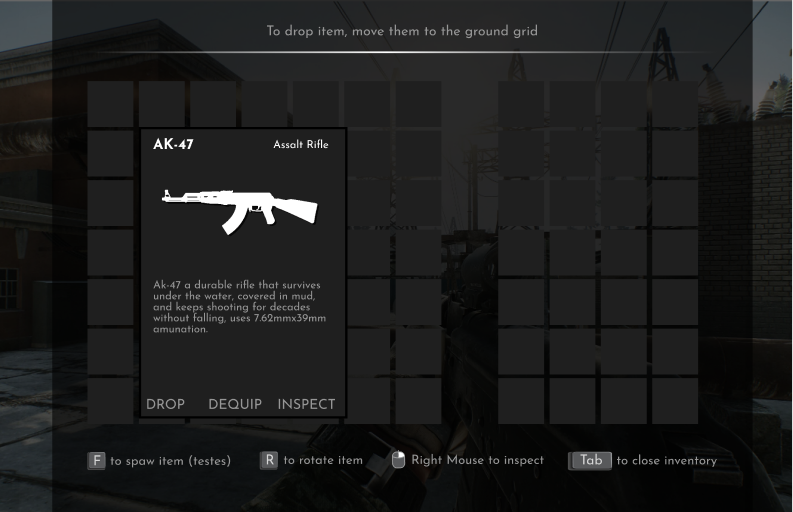 To drop item, move them to the ground grid
AK-47
Assalt Rifle
Ak-47 a durable rifle that survives
under the water, covered in mud,
and keeps shooting for decades
without falling, uses 7.62mmx39mm
amunation.
DROP DEQUIP INSPECT
F to spaw item (testes) R to rotate item Right Mouse to inspect Tab to close inventory